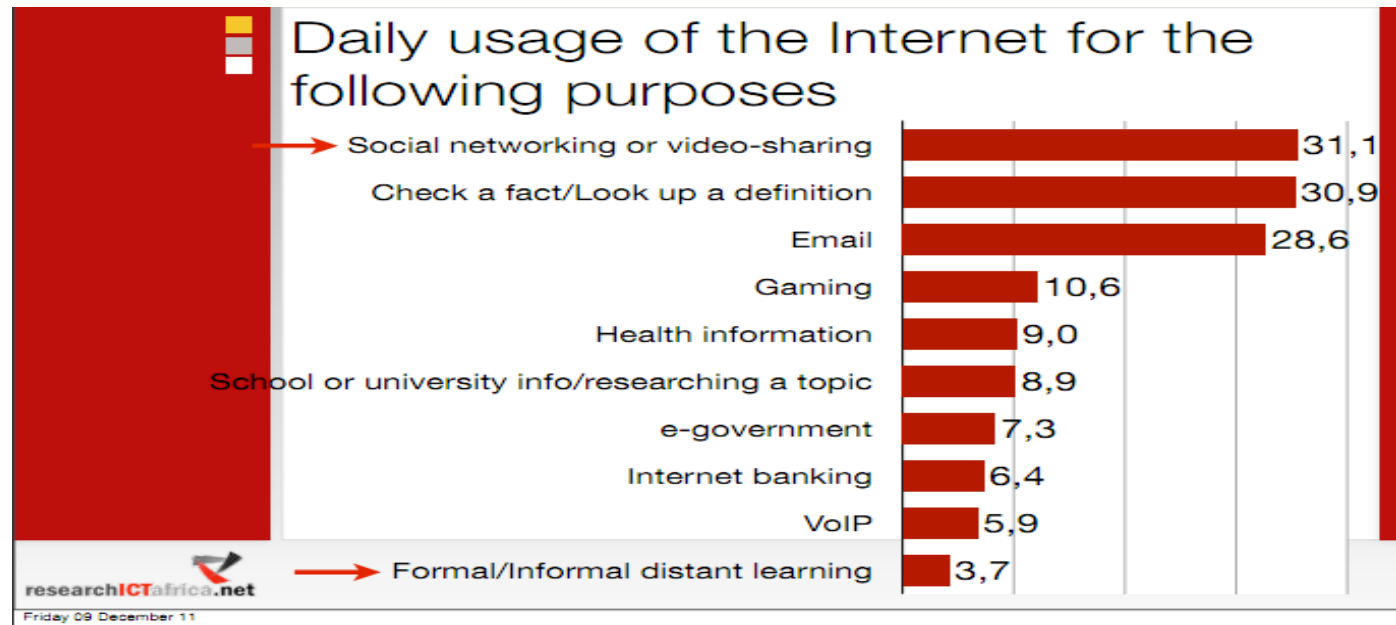 Daily usage of the Internet for the
following purposes
Social networking or video-sharing 31,1
Check a fact/Look up a definition 30,9
Email 28,6
Gaming 10,6
Health information 9,0
School or university info/researching a topic 8,9
e-government 7,3
Internet banking 6,4
VoIP 5,9
Formal/Informal distant learning 3,7
researchICTafrica.net
Friday 09 December 11